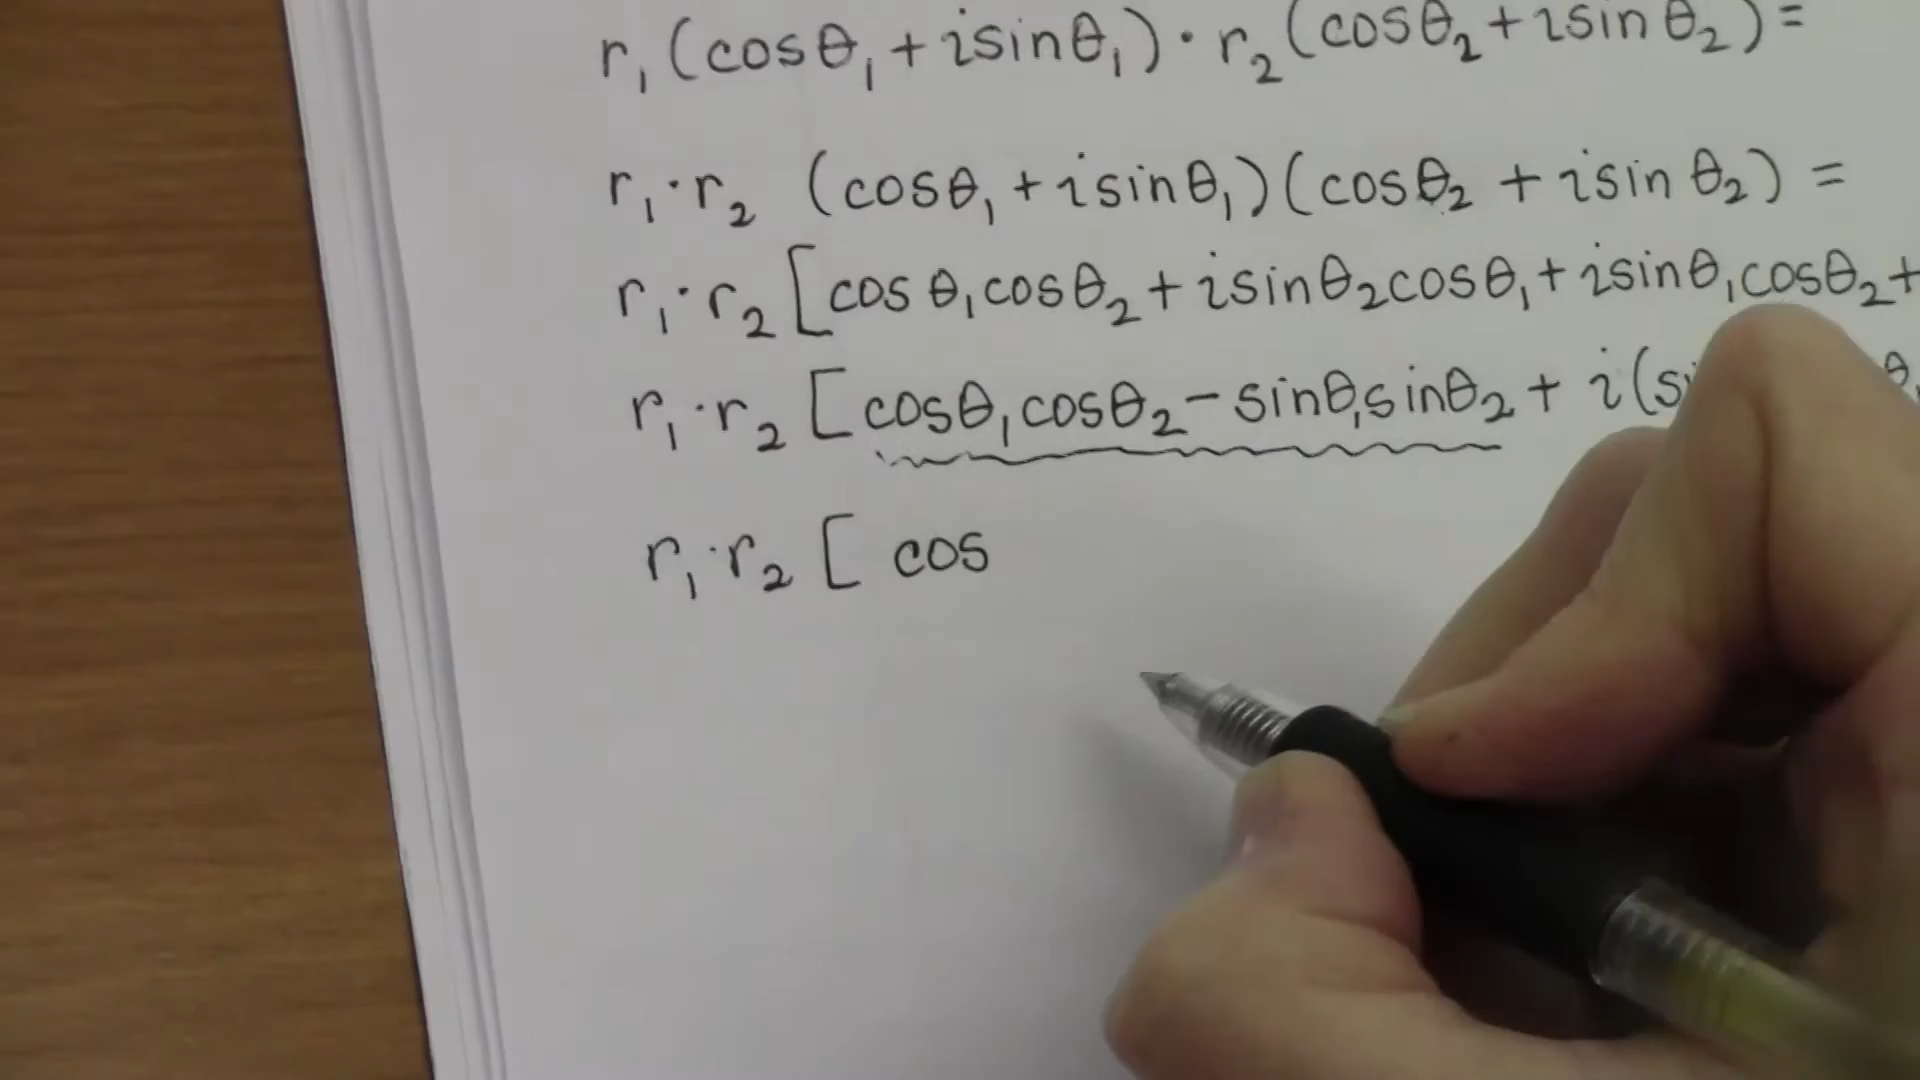 r₁(cosθ₁+isinθ₁)·r₂(cosθ₂+isinθ₂)=
r₁·r₂ (cosθ₁+isinθ₁)(cosθ₂+isinθ₂)=
r₁·r₂[cosθ₁cosθ₂+isinθ₂cosθ₁+isinθ₁cosθ₂+
r₁·r₂[cosθ₁cosθ₂-sinθ₁sinθ₂+i(
r₁·r₂[cos